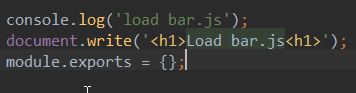 console.log('load bar.js');
document.write('<h1>Load bar.js<h1>');
module.exports = {};